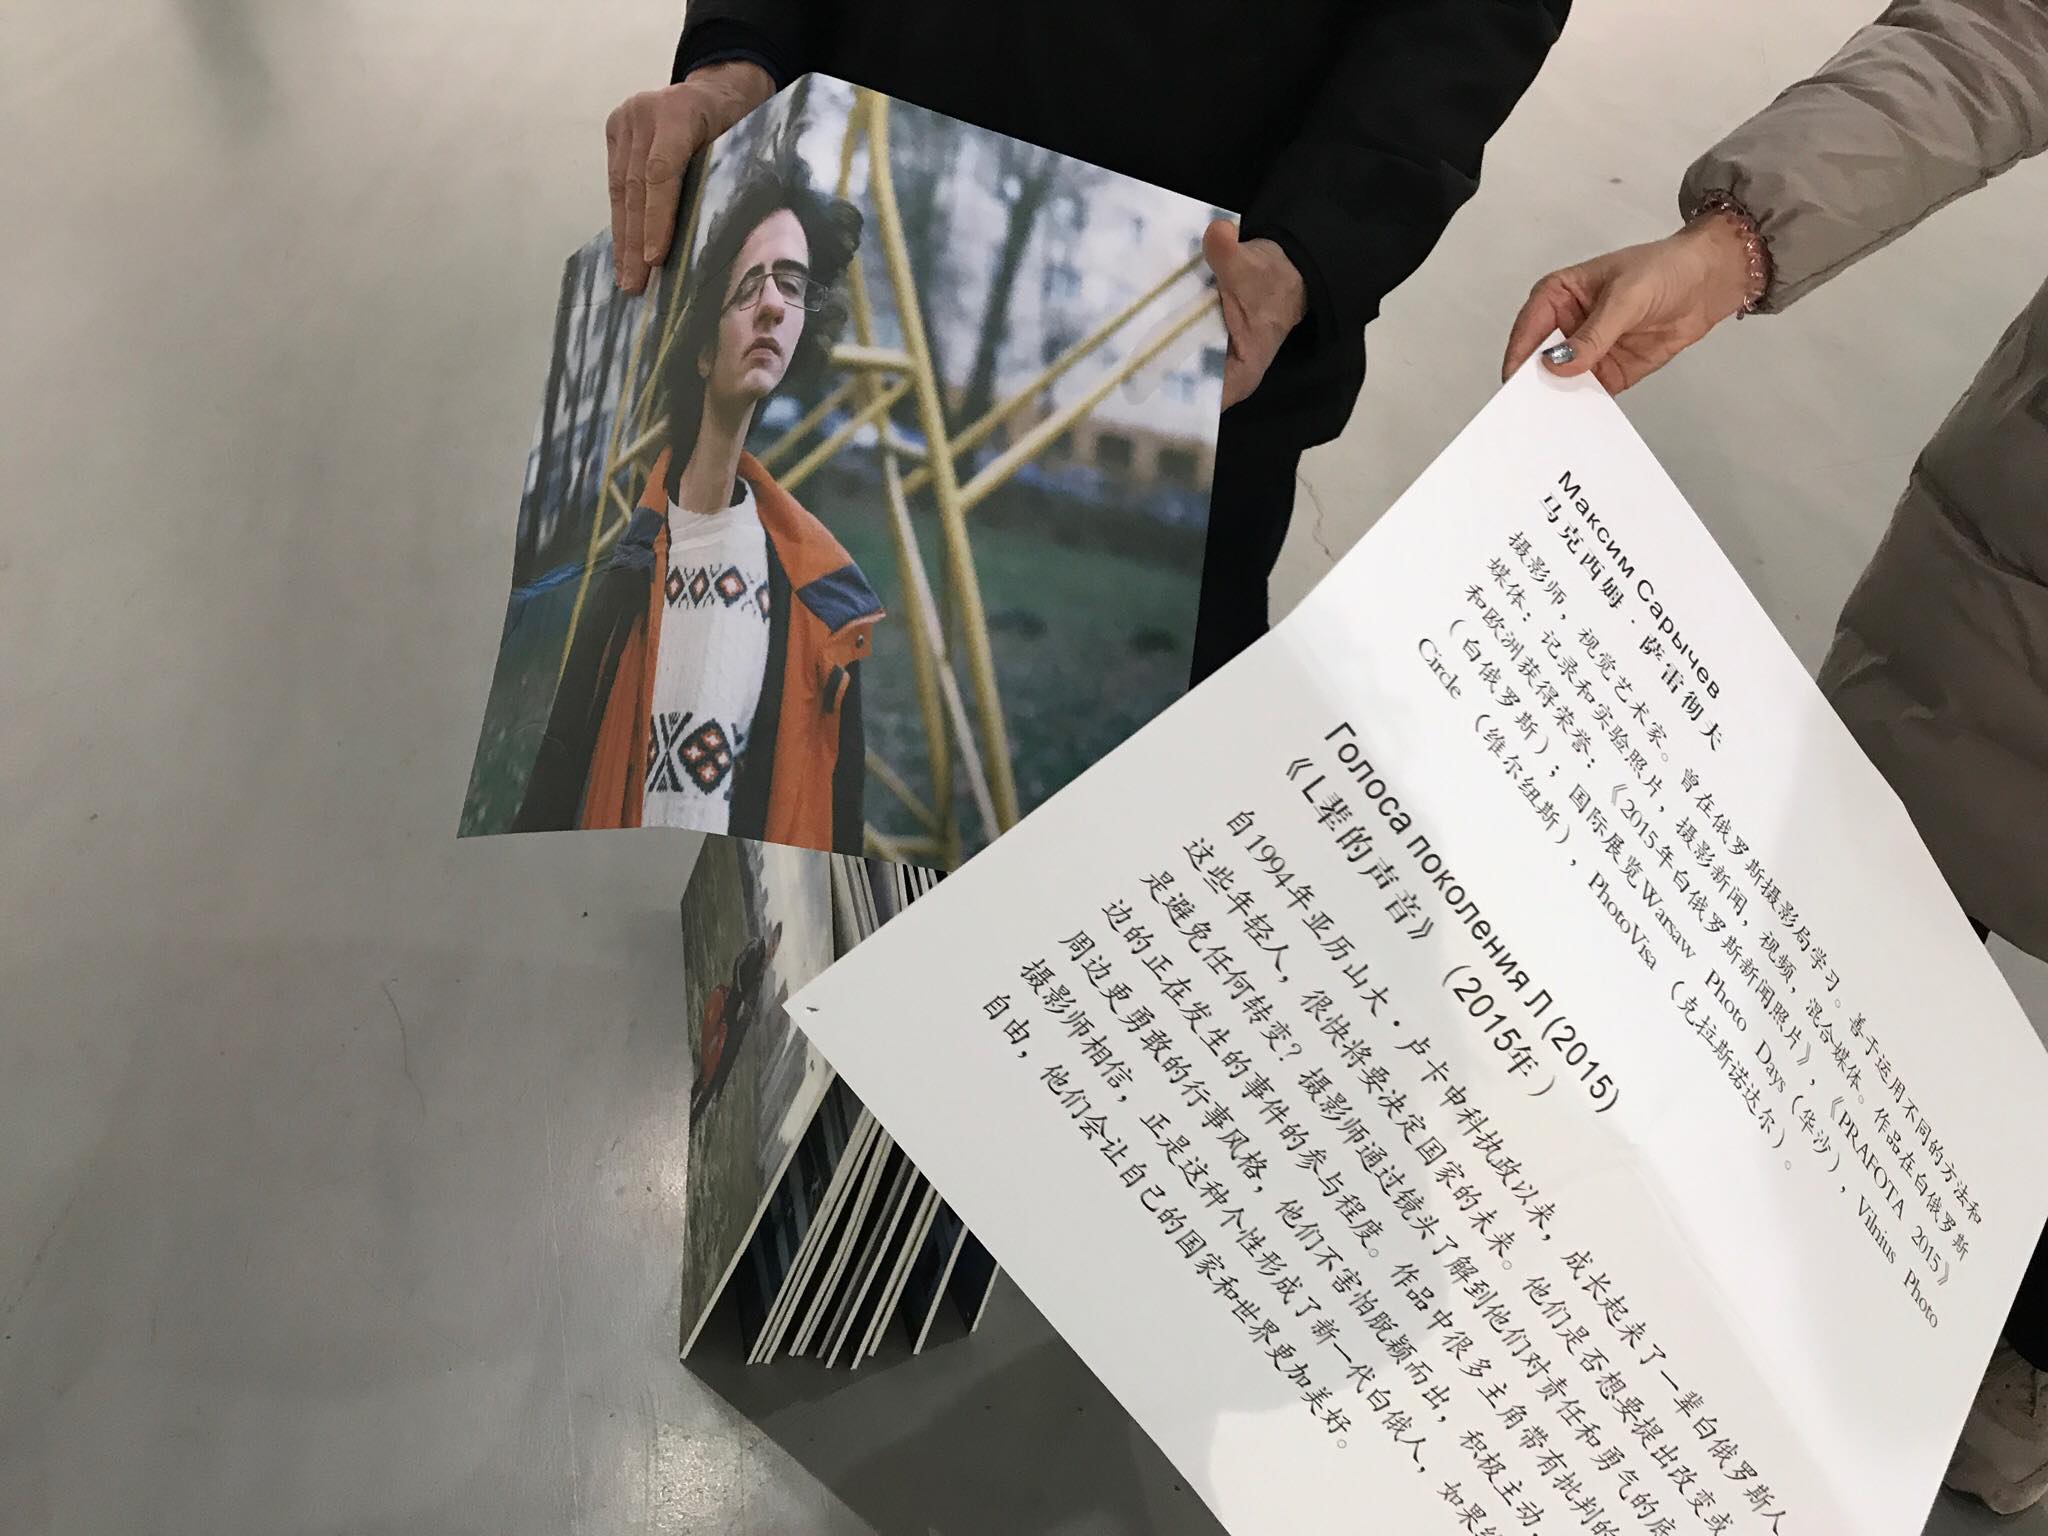 Максим Сарычев
马克西姆·萨雷彻夫
摄影师，视觉艺术家。曾在俄罗斯摄影局学习。善于运用不同的方法和
媒体：记录和实验照片，摄影新闻，视频，混合媒体。作品在白俄罗斯
和欧洲获得荣誉：《2015年白俄罗斯新闻照片》，《PRAFOTA 2015》
（白俄罗斯）；国际展览Warsaw Photo Days（华沙），Vilnius Photo
Circle（维尔纽斯），PhotoVisa（克拉斯诺达尔）。
Голоса поколения Л (2015)
《L辈的声音》（2015年）
自1994年亚历山大·卢卡申科执政以来，成长起来了一辈白俄罗斯人
这些年轻人，很快将要决定国家的未来。他们是否想要提出改变或
是避免任何转变？摄影师通过镜头了解到他们对责任和勇气的底
边的正在发生的事件的参与程度。作品中很多主角带有批判的
周边更勇敢的行事风格，他们不害怕脱颖而出，积极主动，
摄影师相信，正是这种个性形成了新一代白俄人，如果
自由，他们会让自己的国家和世界更加美好。